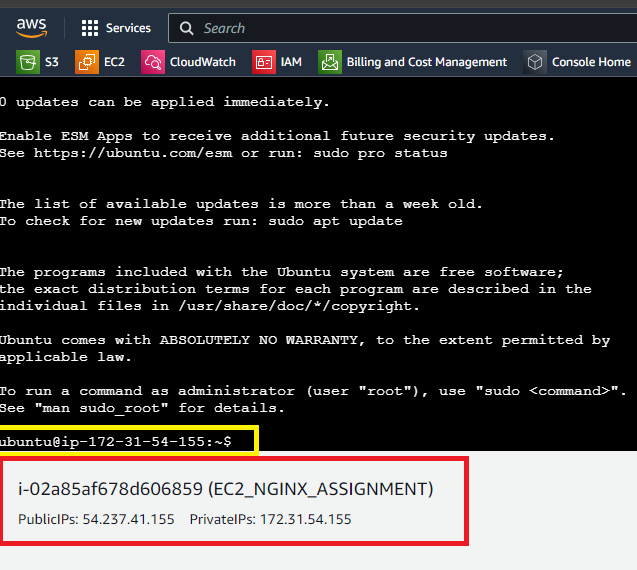 aws
Services
Search
S3
EC2
CloudWatch
IAM
Billing and Cost Management
Console Home
0 updates can be applied immediately.
Enable ESM Apps to receive additional future security updates.
See https://ubuntu.com/esm or run: sudo pro status
The list of available updates is more than a week old.
To check for new updates run: sudo apt update
The programs included with the Ubuntu system are free software;
the exact distribution terms for each program are described in the
individual files in /usr/share/doc/*/copyright.
Ubuntu comes with ABSOLUTELY NO WARRANTY, to the extent permitted by
applicable law.
To run a command as administrator (user "root"), use "sudo <command>".
See "man sudo_root" for details.
ubuntu@ip-172-31-54-155:~$
i-02a85af678d606859 (EC2_NGINX_ASSIGNMENT)
PublicIPs: 54.237.41.155 PrivateIPs: 172.31.54.155